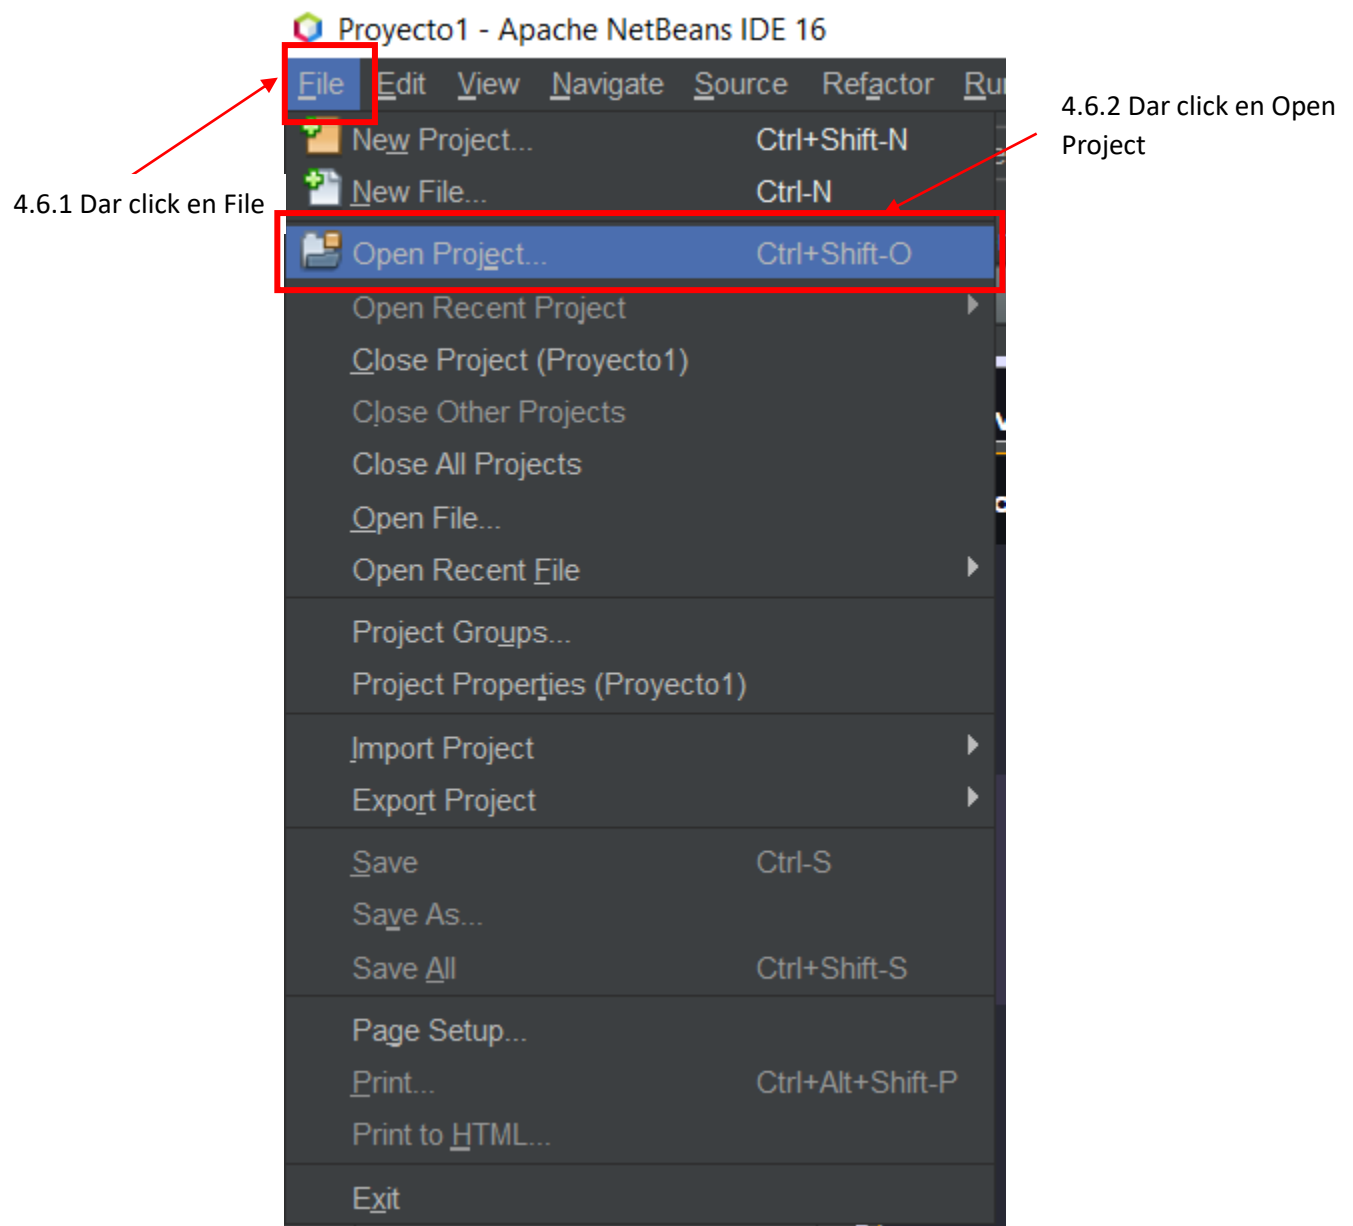 Proyecto1 - Apache NetBeans IDE 16
File Edit View Navigate Source Refactor
4.6.2 Dar click en Open
Project
New Project... Ctrl+Shift-N
New File... Ctrl-N
4.6.1 Dar click en File
Open Project... Ctrl+Shift-O
Open Recent Project
Close Project (Proyecto1)
Close Other Projects
Close All Projects
Open File...
Open Recent File
Project Groups...
Project Properties (Proyecto1)
Import Project
Export Project
Save Ctrl-S
Save As...
Save All Ctrl+Shift-S
Page Setup...
Print... Ctrl+Alt+Shift-P
Print to HTML...
Exit